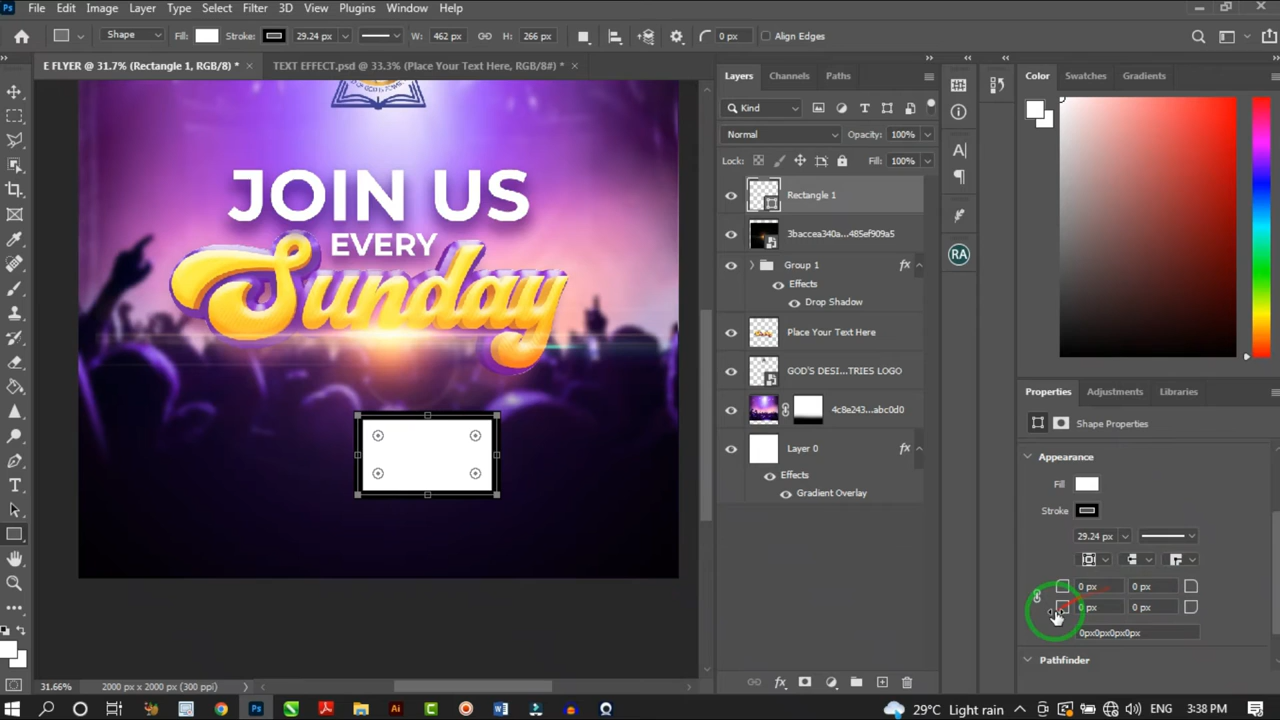 File Edit Image Layer Type Select Filter 3D View Plugins Window Help
Shape Fill: Stroke: 29.24 px W: 462 px H: 266 px 0 px Align Edges
E FLYER @ 31.7% (Rectangle 1, RGB/8) * × TEXT EFFECT.psd @ 33.3% (Place Your Text Here, RGB/8#) * ×
JOIN US
EVERY
Sunday
Layers Channels Paths
Kind
Normal Opacity: 100%
Lock: Fill: 100%
Rectangle 1
3baccea340a...485ef909a5
Group 1 fx
Effects
Drop Shadow
Place Your Text Here
GOD'S DESI...TRIES LOGO
4c8e243...abc0d0
Layer 0 fx
Effects
Gradient Overlay
RA
Color Swatches Gradients
Properties Adjustments Libraries
Shape Properties
Appearance
Fill
Stroke
29.24 px
0 px 0 px
0 px 0 px
0px0px0px0px
Pathfinder
31.66% 2000 px x 2000 px (300 ppi)
29°C Light rain 3:38 PM